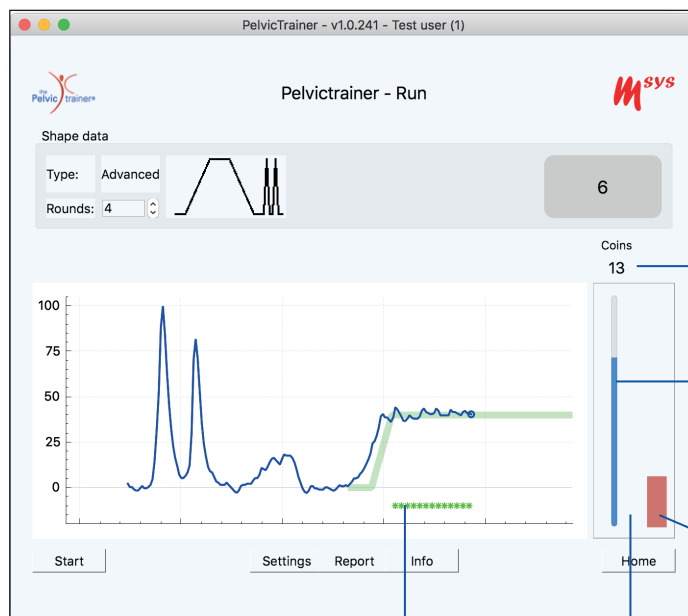 PelvicTrainer - v1.0.241 - Test user (1)
the
Pelvic trainer®
Pelvictrainer - Run
Msys
Shape data
Type: Advanced
Rounds: 4
6
Coins
13
100
75
50
25
0
Start Settings Report Info Home